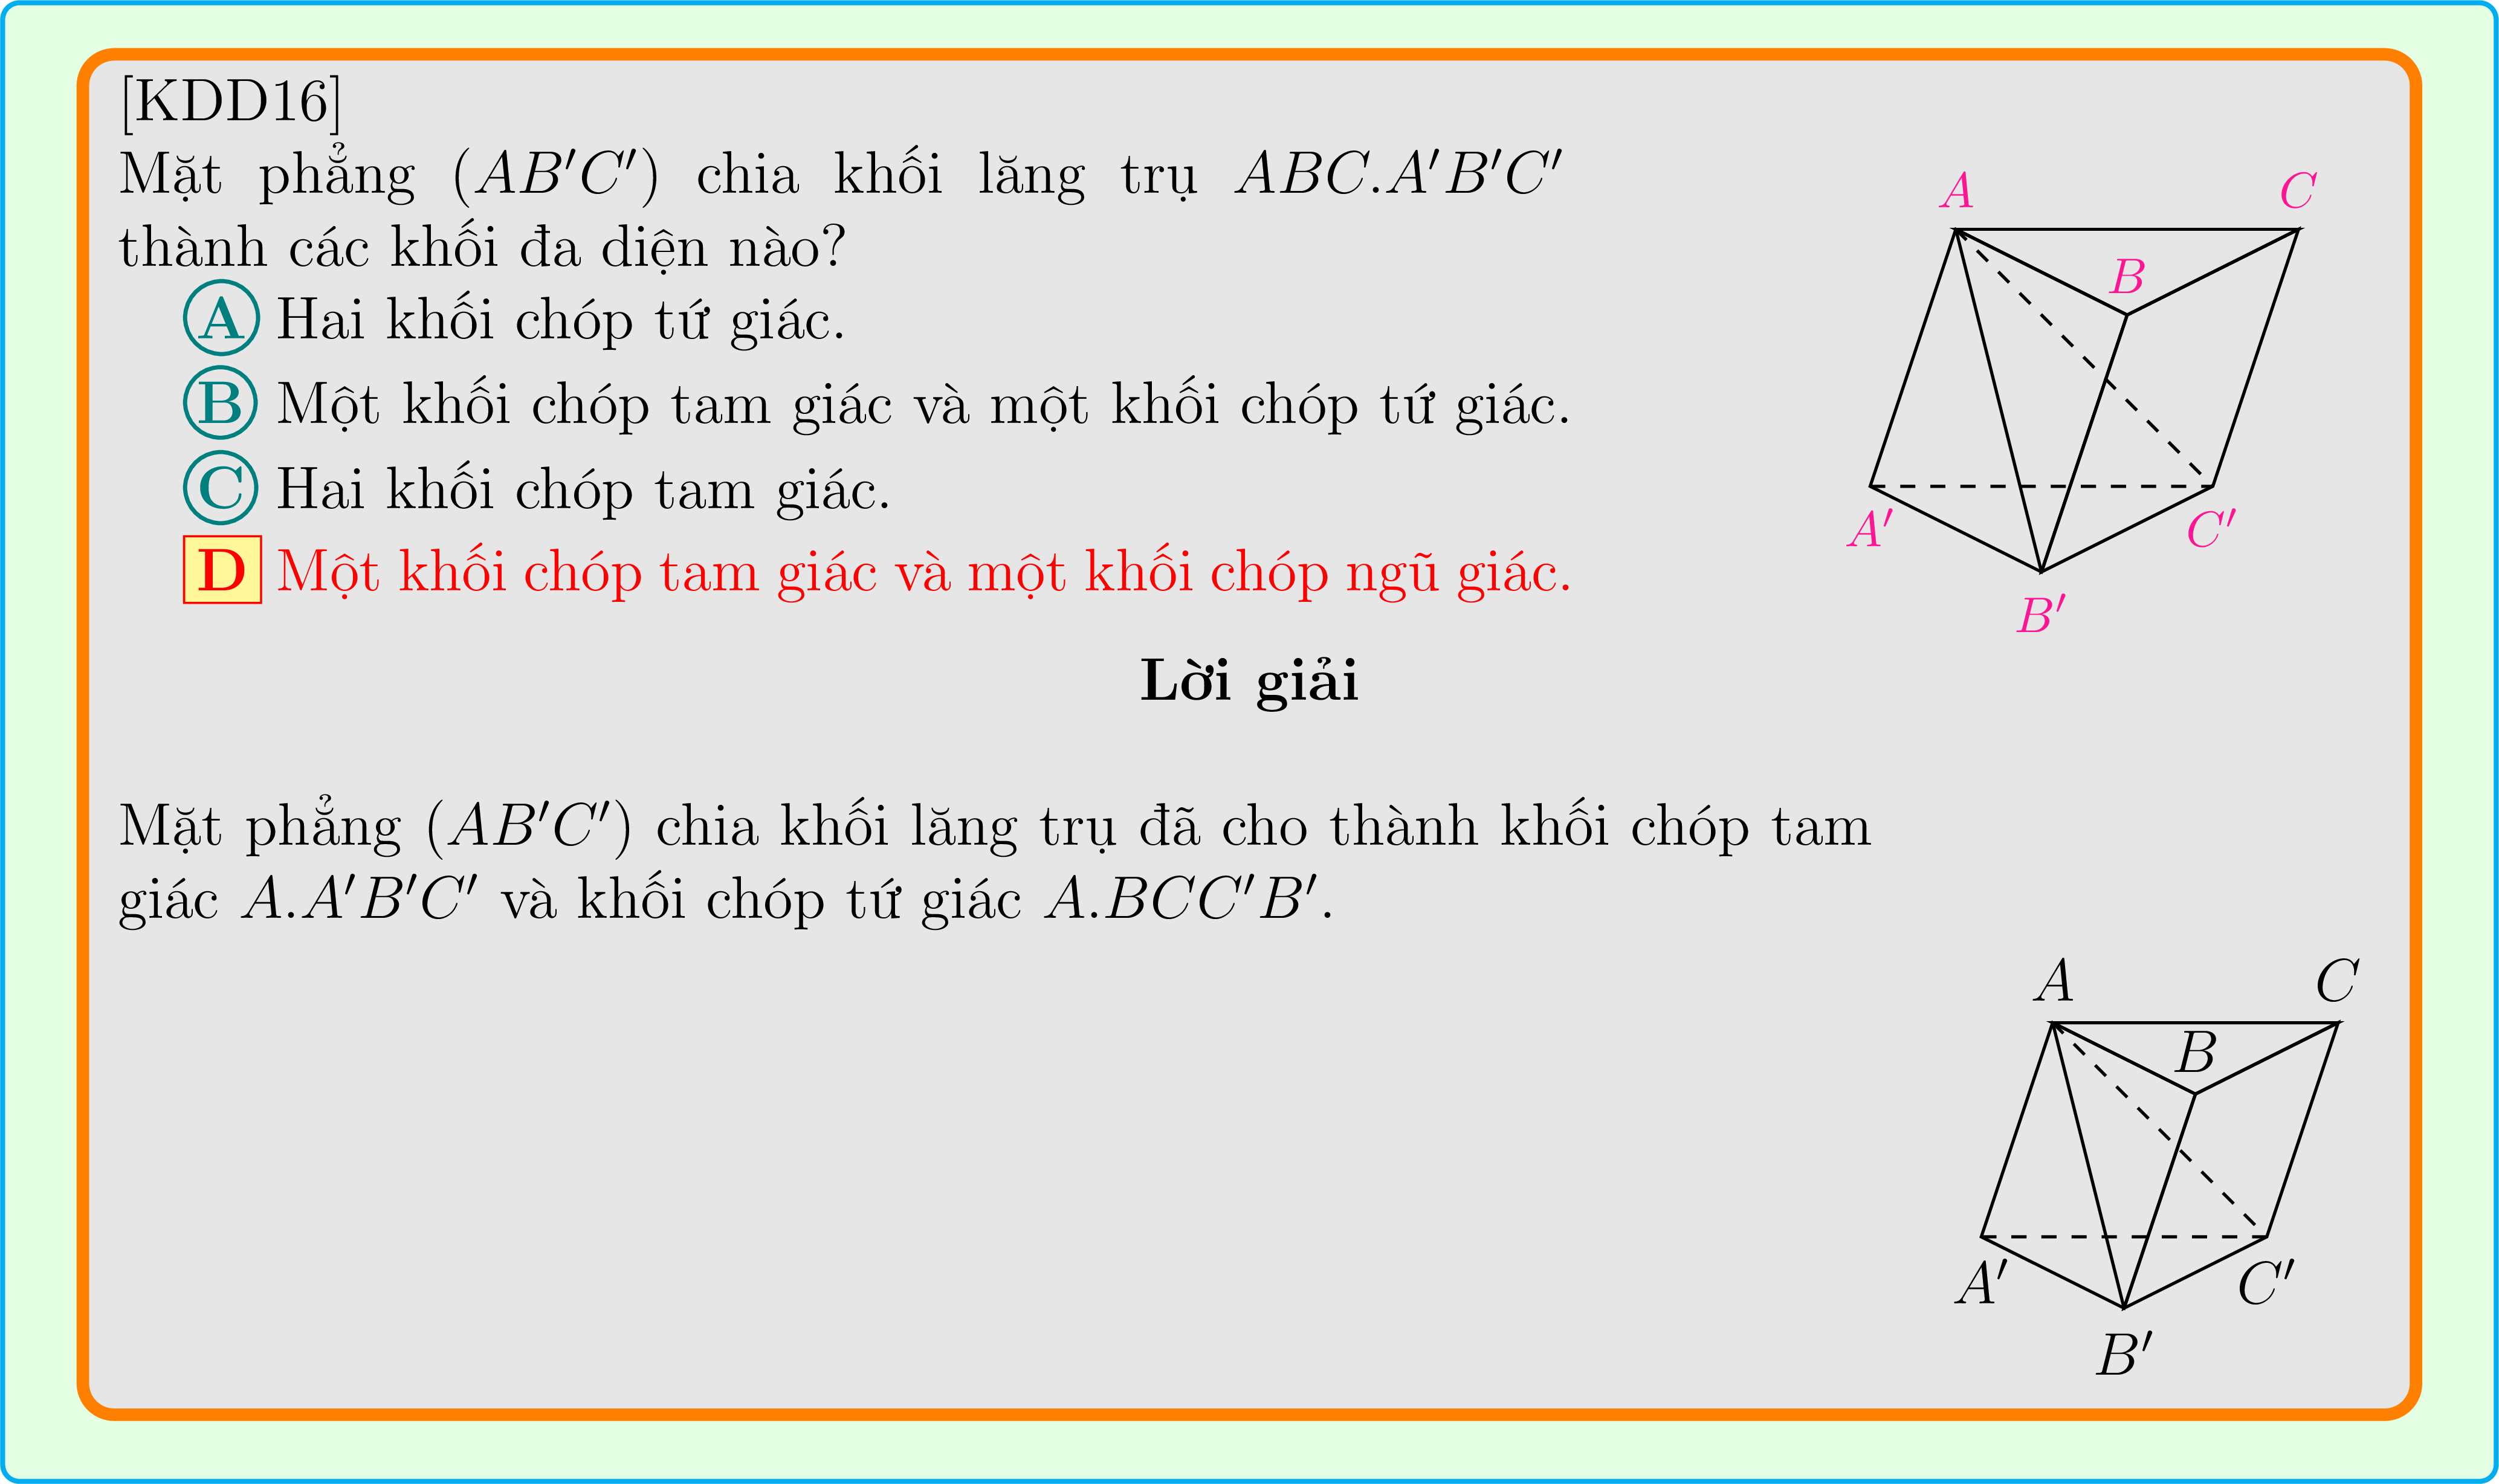 [KDD16]
Mặt phẳng (AB′C′) chia khối lăng trụ ABC.A′B′C′
thành các khối đa diện nào?
A Hai khối chóp tứ giác.
B Một khối chóp tam giác và một khối chóp tứ giác.
C Hai khối chóp tam giác.
D Một khối chóp tam giác và một khối chóp ngũ giác.
A
C
B
A′
C′
B′
Lời giải
Mặt phẳng (AB′C′) chia khối lăng trụ đã cho thành khối chóp tam
giác A.A′B′C′ và khối chóp tứ giác A.BCC′B′.
A
C
B
A′
C′
B′